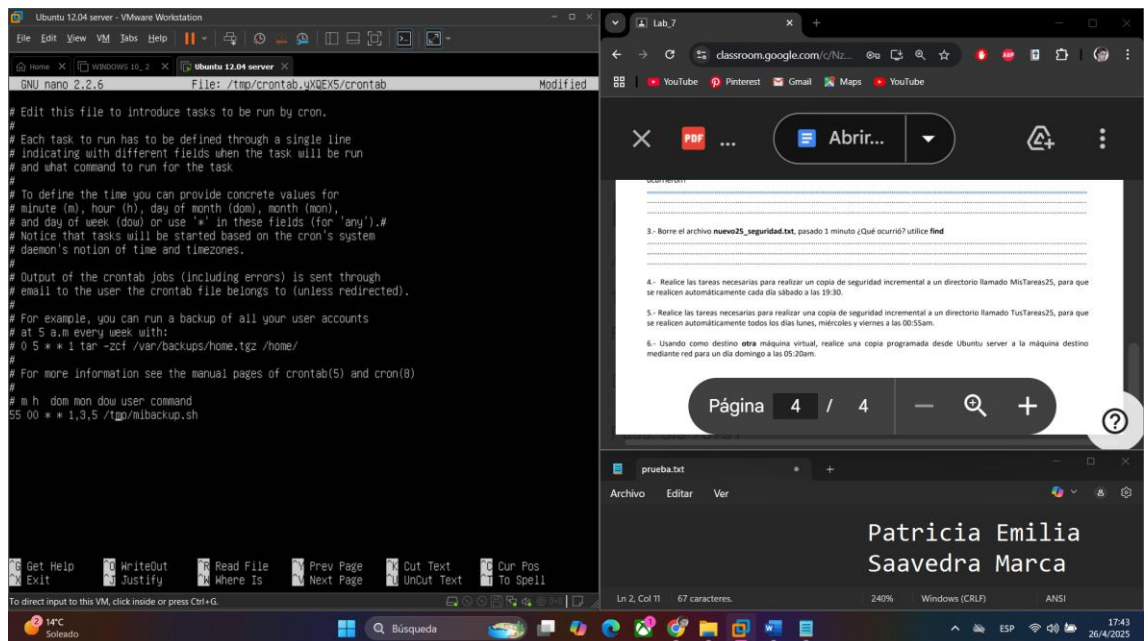 Ubuntu 12.04 server - VMware Workstation
File Edit View VM Tabs Help
Home WINDOWS 10_ 2 Ubuntu 12.04 server
GNU nano 2.2.6 File: /tmp/crontab.yXQEX5/crontab Modified
# Edit this file to introduce tasks to be run by cron.
#
# Each task to run has to be defined through a single line
# indicating with different fields when the task will be run
# and what command to run for the task
#
# To define the time you can provide concrete values for
# minute (m), hour (h), day of month (dom), month (mon),
# and day of week (dow) or use '*' in these fields (for 'any').#
# Notice that tasks will be started based on the cron's system
# daemon's notion of time and timezones.
#
# Output of the crontab jobs (including errors) is sent through
# email to the user the crontab file belongs to (unless redirected).
#
# For example, you can run a backup of all your user accounts
# at 5 a.m every week with:
# 0 5 * * 1 tar -zcf /var/backups/home.tgz /home/
#
# For more information see the manual pages of crontab(5) and cron(8)
#
# m h  dom mon dow user command
55 00 * * 1,3,5 /tmp/mibackup.sh
^G Get Help ^O WriteOut ^R Read File ^Y Prev Page ^K Cut Text ^C Cur Pos
^X Exit ^J Justify ^W Where Is ^V Next Page ^U UnCut Text ^T To Spell
To direct input to this VM, click inside or press Ctrl+G.
Lab_7
classroom.google.com/c/Nz...
YouTube Pinterest Gmail Maps YouTube
PDF ... Abrir...
ocurrieron?
3.- Borre el archivo nuevo25_seguridad.txt, pasado 1 minuto ¿Qué ocurrió? utilice find
4.- Realice las tareas necesarias para realizar un copia de seguridad incremental a un directorio llamado MisTareas25, para que
se realicen automáticamente cada día sábado a las 19:30.
5.- Realice las tareas necesarias para realizar una copia de seguridad incremental a un directorio llamado TusTareas25, para que
se realicen automáticamente todos los días lunes, miércoles y viernes a las 00:55am.
6.- Usando como destino otra máquina virtual, realice una copia programada desde Ubuntu server a la máquina destino
mediante red para un día domingo a las 05:20am.
Página 4 / 4
prueba.txt
Archivo Editar Ver
Patricia Emilia
Saavedra Marca
Ln 2, Col 11 67 caracteres. 240% Windows (CRLF) ANSI
2
14°C
Soleado
Búsqueda
ESP
17:43
26/4/2025